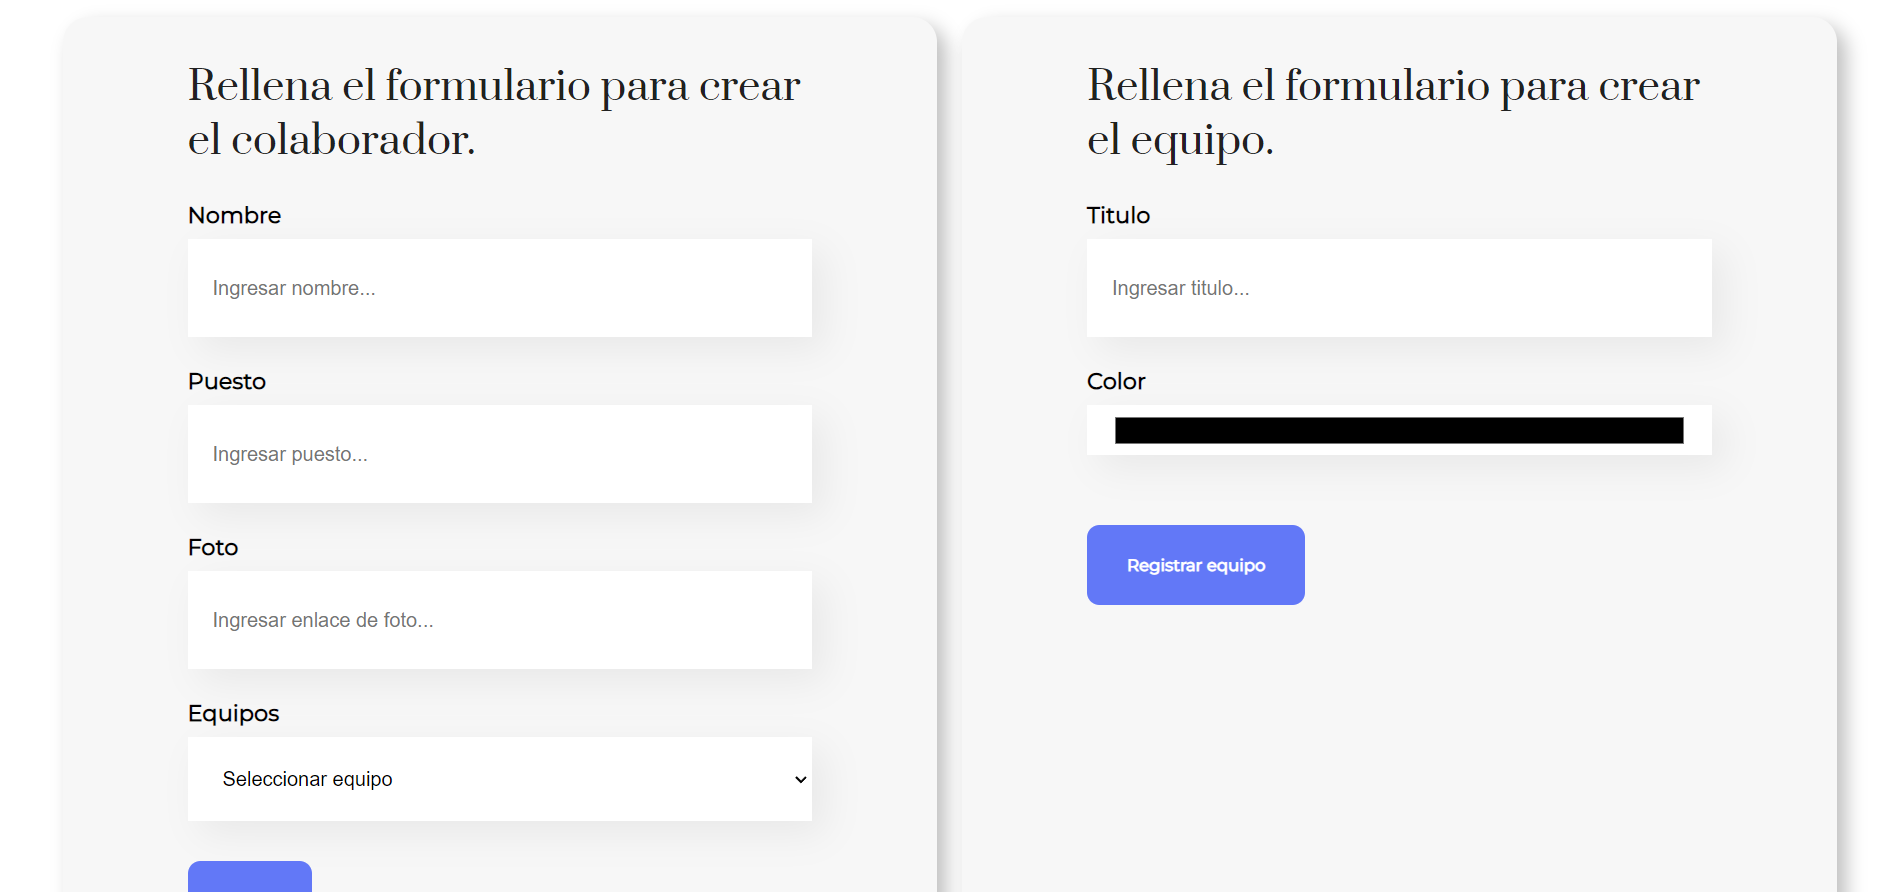 Rellena el formulario para crear
el colaborador.
Nombre
Ingresar nombre...
Puesto
Ingresar puesto...
Foto
Ingresar enlace de foto...
Equipos
Seleccionar equipo
Rellena el formulario para crear
el equipo.
Titulo
Ingresar titulo...
Color
Registrar equipo